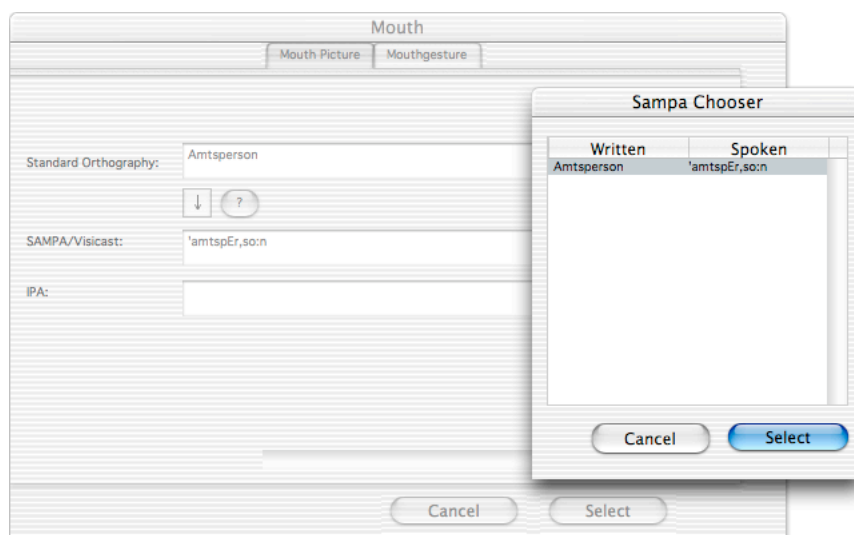 Mouth
Mouth Picture Mouthgesture
Standard Orthography: Amtsperson
↓ ?
SAMPA/Visicast: 'amtspEr,so:n
IPA:
Cancel Select
Sampa Chooser
Written Spoken
Amtsperson 'amtspEr,so:n
Cancel Select